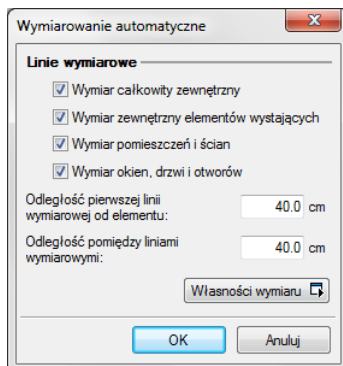 Wymiarowanie automatyczne
Linie wymiarowe
Wymiar całkowity zewnętrzny
Wymiar zewnętrzny elementów wystających
Wymiar pomieszczeń i ścian
Wymiar okien, drzwi i otworów
Odległość pierwszej linii
wymiarowej od elementu:
40.0 cm
Odległość pomiędzy liniami
wymiarowymi:
40.0 cm
Własności wymiaru
OK
Anuluj